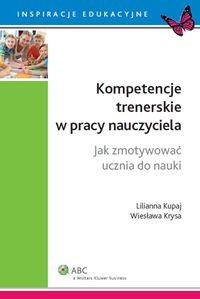 INSPIRACJE EDUKACYJNE
Kompetencje
trenerskie
w pracy nauczyciela
Jak zmotywować
ucznia do nauki
Lilianna Kupaj
Wiesława Krysa
ABC
a Wolters Kluwer business